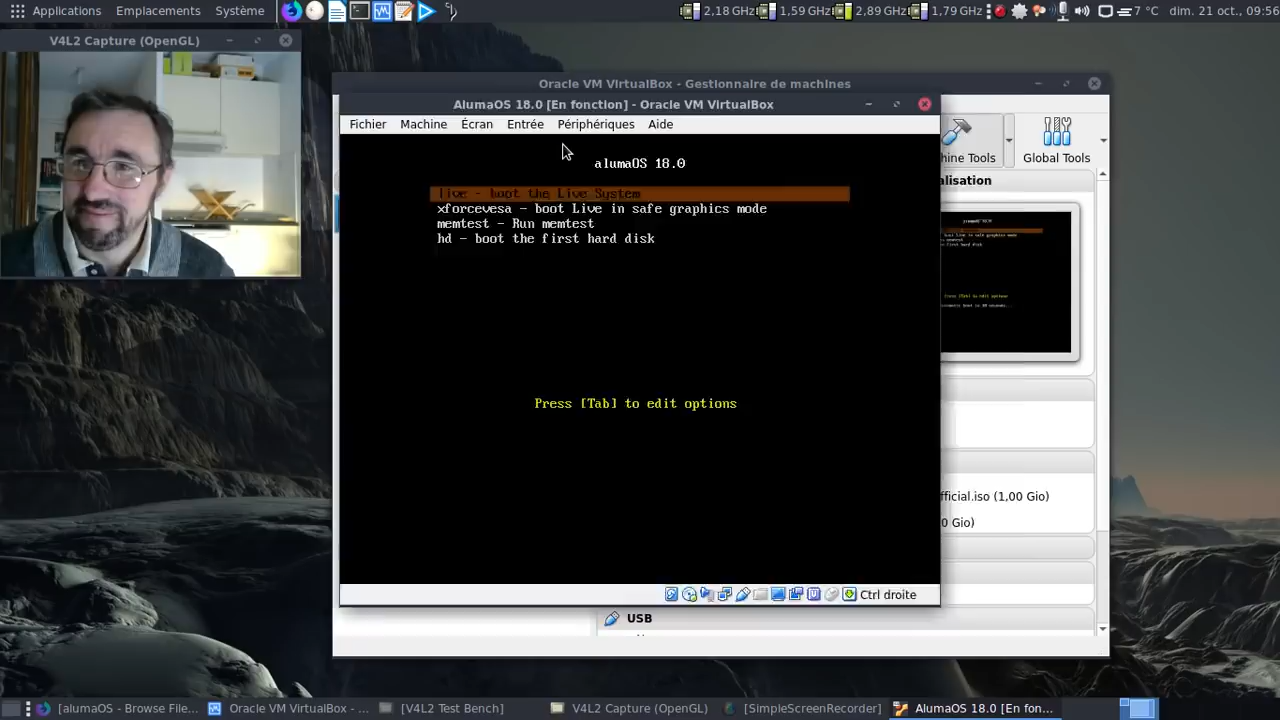 Applications Emplacements Système
2,18 GHz 1,59 GHz 2,89 GHz 1,79 GHz 7 °C dim. 21 oct., 09:56
V4L2 Capture (OpenGL)
Oracle VM VirtualBox - Gestionnaire de machines
AlumaOS 18.0 [En fonction] - Oracle VM VirtualBox
Fichier Machine Écran Entrée Périphériques Aide
hine Tools Global Tools
alisation
alumaOS 18.0
live - boot the Live System
xforcevesa - boot Live in safe graphics mode
memtest - Run memtest
hd - boot the first hard disk
Press [Tab] to edit options
fficial.iso (1,00 Gio)
0 Gio)
Ctrl droite
USB
[alumaOS - Browse File... Oracle VM VirtualBox - ... [V4L2 Test Bench] V4L2 Capture (OpenGL) [SimpleScreenRecorder] AlumaOS 18.0 [En fon...